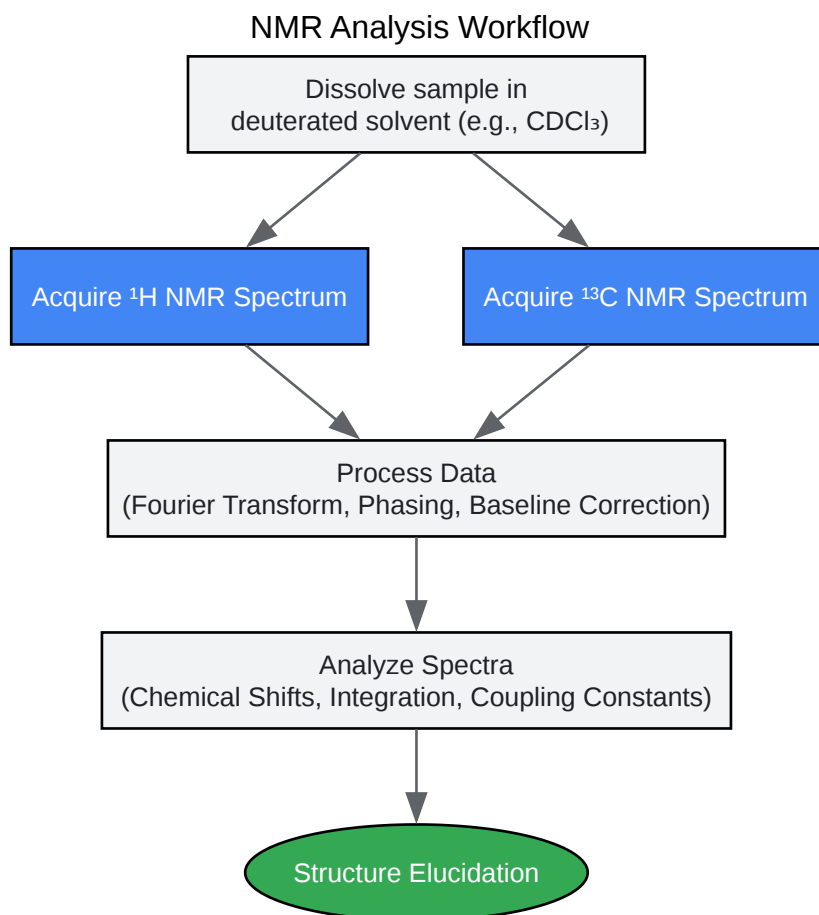 NMR Analysis Workflow
Dissolve sample in
deuterated solvent (e.g., CDCl₃)
Acquire ¹H NMR Spectrum
Acquire ¹³C NMR Spectrum
Process Data
(Fourier Transform, Phasing, Baseline Correction)
Analyze Spectra
(Chemical Shifts, Integration, Coupling Constants)
Structure Elucidation